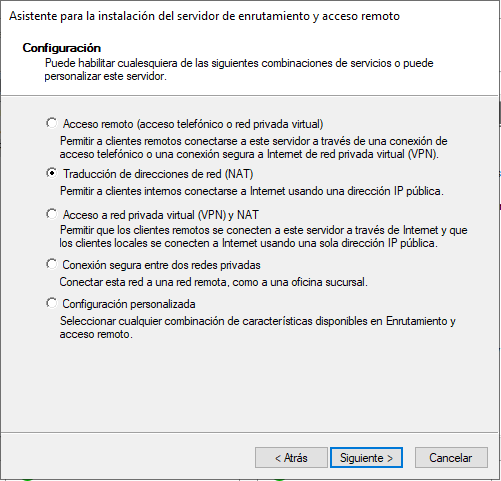 Asistente para la instalación del servidor de enrutamiento y acceso remoto
Configuración
Puede habilitar cualesquiera de las siguientes combinaciones de servicios o puede
personalizar este servidor.
Acceso remoto (acceso telefónico o red privada virtual)
Permitir a clientes remotos conectarse a este servidor a través de una conexión de
acceso telefónico o una conexión segura a Internet de red privada virtual (VPN).
Traducción de direcciones de red (NAT)
Permitir a clientes internos conectarse a Internet usando una dirección IP pública.
Acceso a red privada virtual (VPN) y NAT
Permitir que los clientes remotos se conecten a este servidor a través de Internet y que
los clientes locales se conecten a Internet usando una sola dirección IP pública.
Conexión segura entre dos redes privadas
Conectar esta red a una red remota, como a una oficina sucursal.
Configuración personalizada
Seleccionar cualquier combinación de características disponibles en Enrutamiento y
acceso remoto.
< Atrás Siguiente > Cancelar